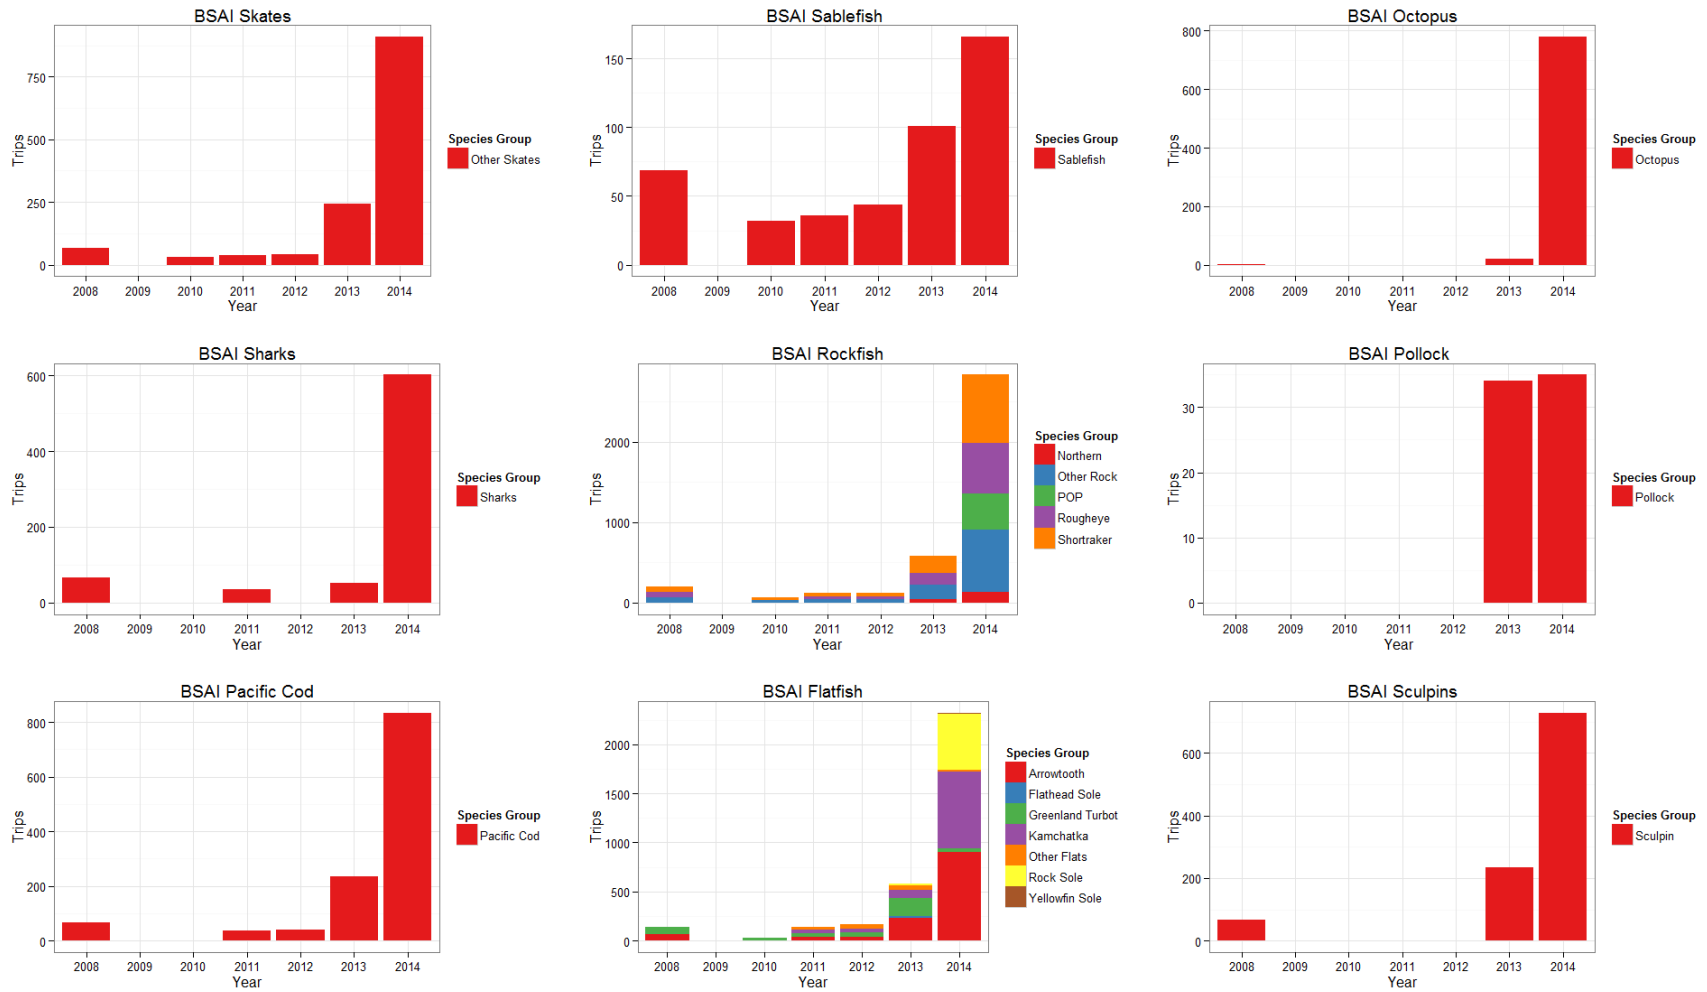 BSAI Skates
Trips
750
500
250
0
2008 2009 2010 2011 2012 2013 2014
Year
Species Group
Other Skates
BSAI Sablefish
Trips
150
100
50
0
2008 2009 2010 2011 2012 2013 2014
Year
Species Group
Sablefish
BSAI Octopus
Trips
800
600
400
200
0
2008 2009 2010 2011 2012 2013 2014
Year
Species Group
Octopus
BSAI Sharks
Trips
600
400
200
0
2008 2009 2010 2011 2012 2013 2014
Year
Species Group
Sharks
BSAI Rockfish
Trips
2000
1000
0
2008 2009 2010 2011 2012 2013 2014
Year
Species Group
Northern
Other Rock
POP
Rougheye
Shortraker
BSAI Pollock
Trips
30
20
10
0
2008 2009 2010 2011 2012 2013 2014
Year
Species Group
Pollock
BSAI Pacific Cod
Trips
800
600
400
200
0
2008 2009 2010 2011 2012 2013 2014
Year
Species Group
Pacific Cod
BSAI Flatfish
Trips
2000
1500
1000
500
0
2008 2009 2010 2011 2012 2013 2014
Year
Species Group
Arrowtooth
Flathead Sole
Greenland Turbot
Kamchatka
Other Flats
Rock Sole
Yellowfin Sole
BSAI Sculpins
Trips
600
400
200
0
2008 2009 2010 2011 2012 2013 2014
Year
Species Group
Sculpin